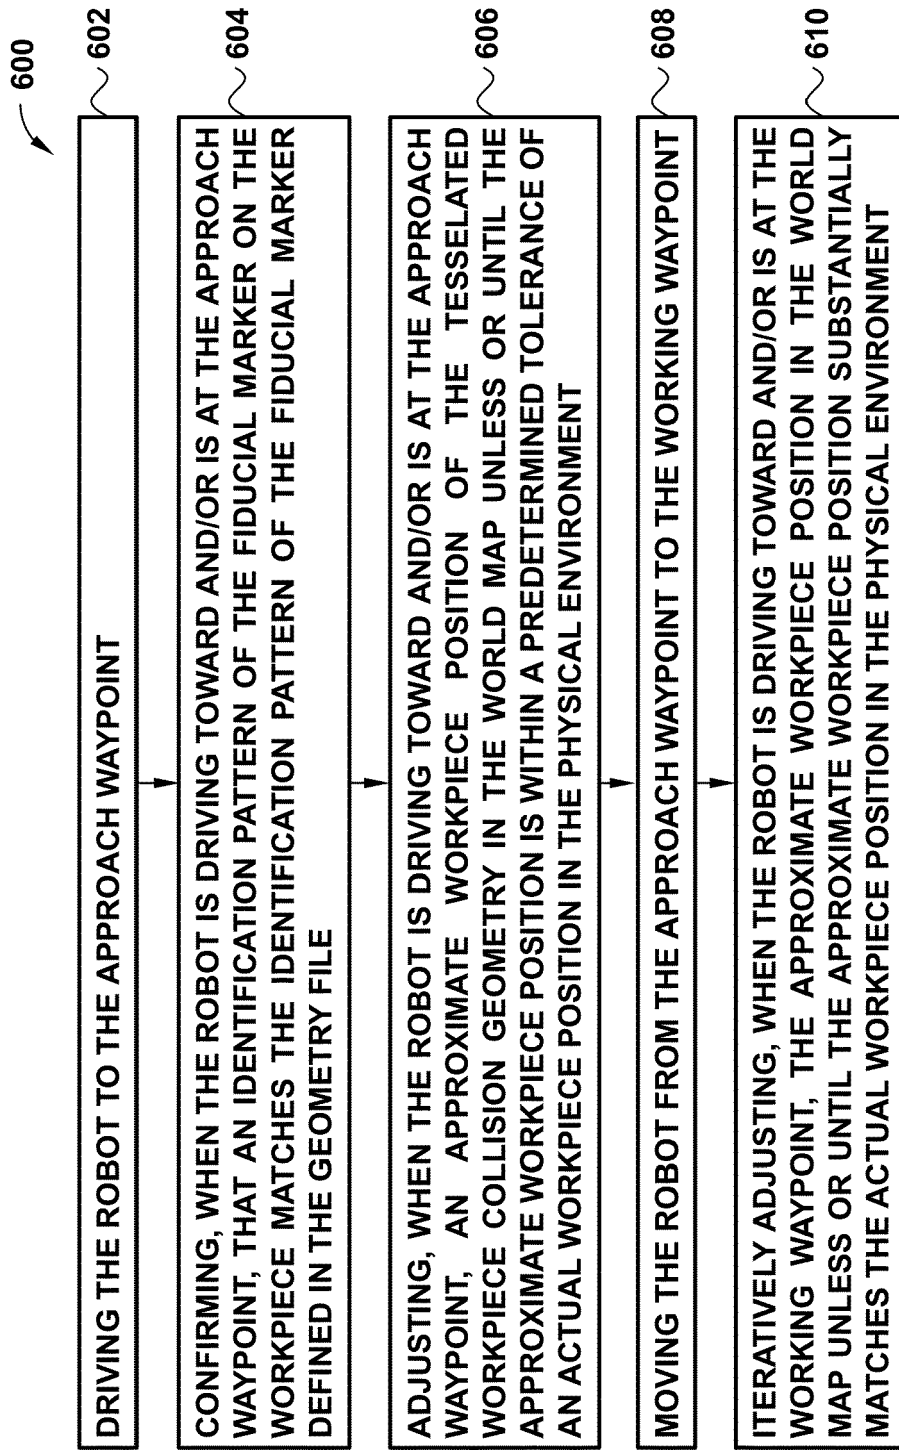 600
DRIVING THE ROBOT TO THE APPROACH WAYPOINT
602
CONFIRMING, WHEN THE ROBOT IS DRIVING TOWARD AND/OR IS AT THE APPROACH
WAYPOINT, THAT AN IDENTIFICATION PATTERN OF THE FIDUCIAL MARKER ON THE
WORKPIECE MATCHES THE IDENTIFICATION PATTERN OF THE FIDUCIAL MARKER
DEFINED IN THE GEOMETRY FILE
604
ADJUSTING, WHEN THE ROBOT IS DRIVING TOWARD AND/OR IS AT THE APPROACH
WAYPOINT, AN APPROXIMATE WORKPIECE POSITION OF THE TESSELATED
WORKPIECE COLLISION GEOMETRY IN THE WORLD MAP UNLESS OR UNTIL THE
APPROXIMATE WORKPIECE POSITION IS WITHIN A PREDETERMINED TOLERANCE OF
AN ACTUAL WORKPIECE POSITION IN THE PHYSICAL ENVIRONMENT
606
MOVING THE ROBOT FROM THE APPROACH WAYPOINT TO THE WORKING WAYPOINT
608
ITERATIVELY ADJUSTING, WHEN THE ROBOT IS DRIVING TOWARD AND/OR IS AT THE
WORKING WAYPOINT, THE APPROXIMATE WORKPIECE POSITION IN THE WORLD
MAP UNLESS OR UNTIL THE APPROXIMATE WORKPIECE POSITION SUBSTANTIALLY
MATCHES THE ACTUAL WORKPIECE POSITION IN THE PHYSICAL ENVIRONMENT
610